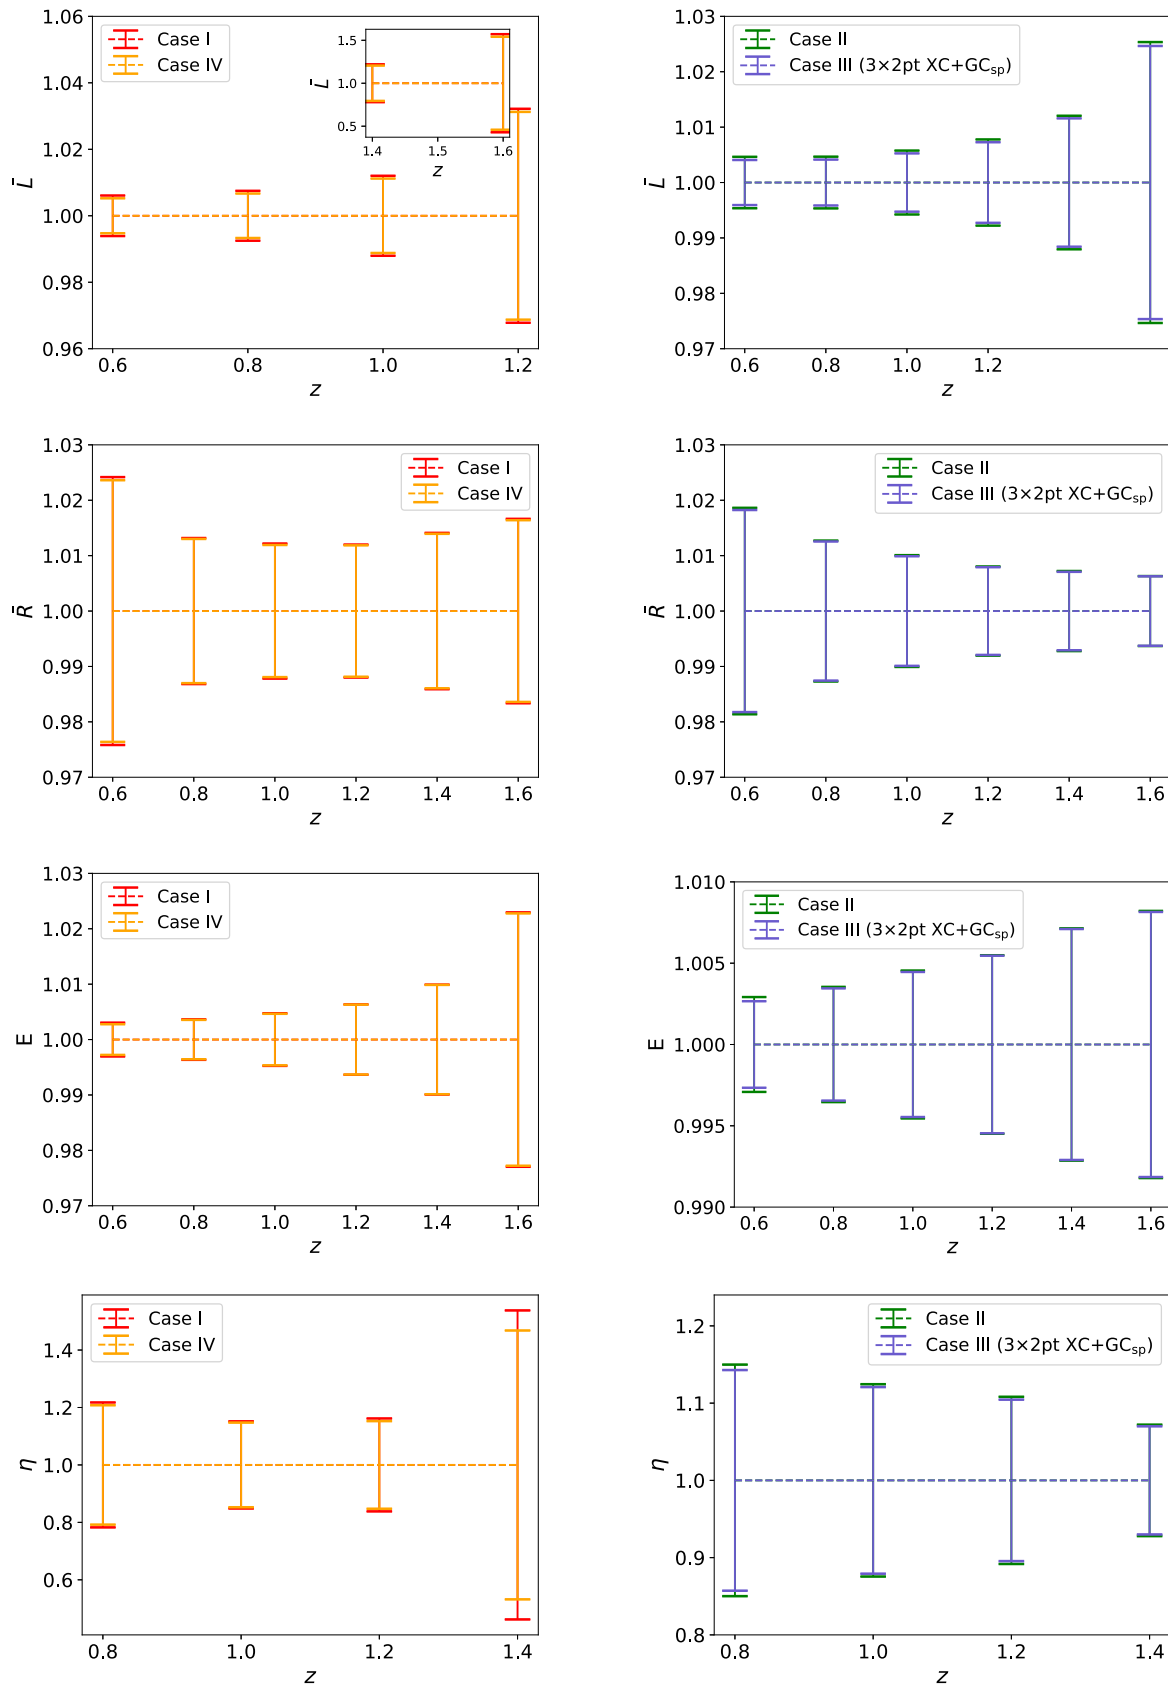 1.06
1.04
1.02
1.00
0.98
0.96
L̄
Case I
Case IV
1.5
1.0
0.5
L̄
1.4 1.5 1.6
z
0.6 0.8 1.0 1.2
z
1.03
1.02
1.01
1.00
0.99
0.98
0.97
L̄
Case II
Case III (3×2pt XC+GCsp)
0.6 0.8 1.0 1.2
z
1.03
1.02
1.01
1.00
0.99
0.98
0.97
R̄
Case I
Case IV
0.6 0.8 1.0 1.2 1.4 1.6
z
1.03
1.02
1.01
1.00
0.99
0.98
0.97
R̄
Case II
Case III (3×2pt XC+GCsp)
0.6 0.8 1.0 1.2 1.4 1.6
z
1.03
1.02
1.01
1.00
0.99
0.98
0.97
E
Case I
Case IV
0.6 0.8 1.0 1.2 1.4 1.6
z
1.010
1.005
1.000
0.995
0.990
E
Case II
Case III (3×2pt XC+GCsp)
0.6 0.8 1.0 1.2 1.4 1.6
z
1.4
1.2
1.0
0.8
0.6
η
Case I
Case IV
0.8 1.0 1.2 1.4
z
1.2
1.1
1.0
0.9
0.8
η
Case II
Case III (3×2pt XC+GCsp)
0.8 1.0 1.2 1.4
z